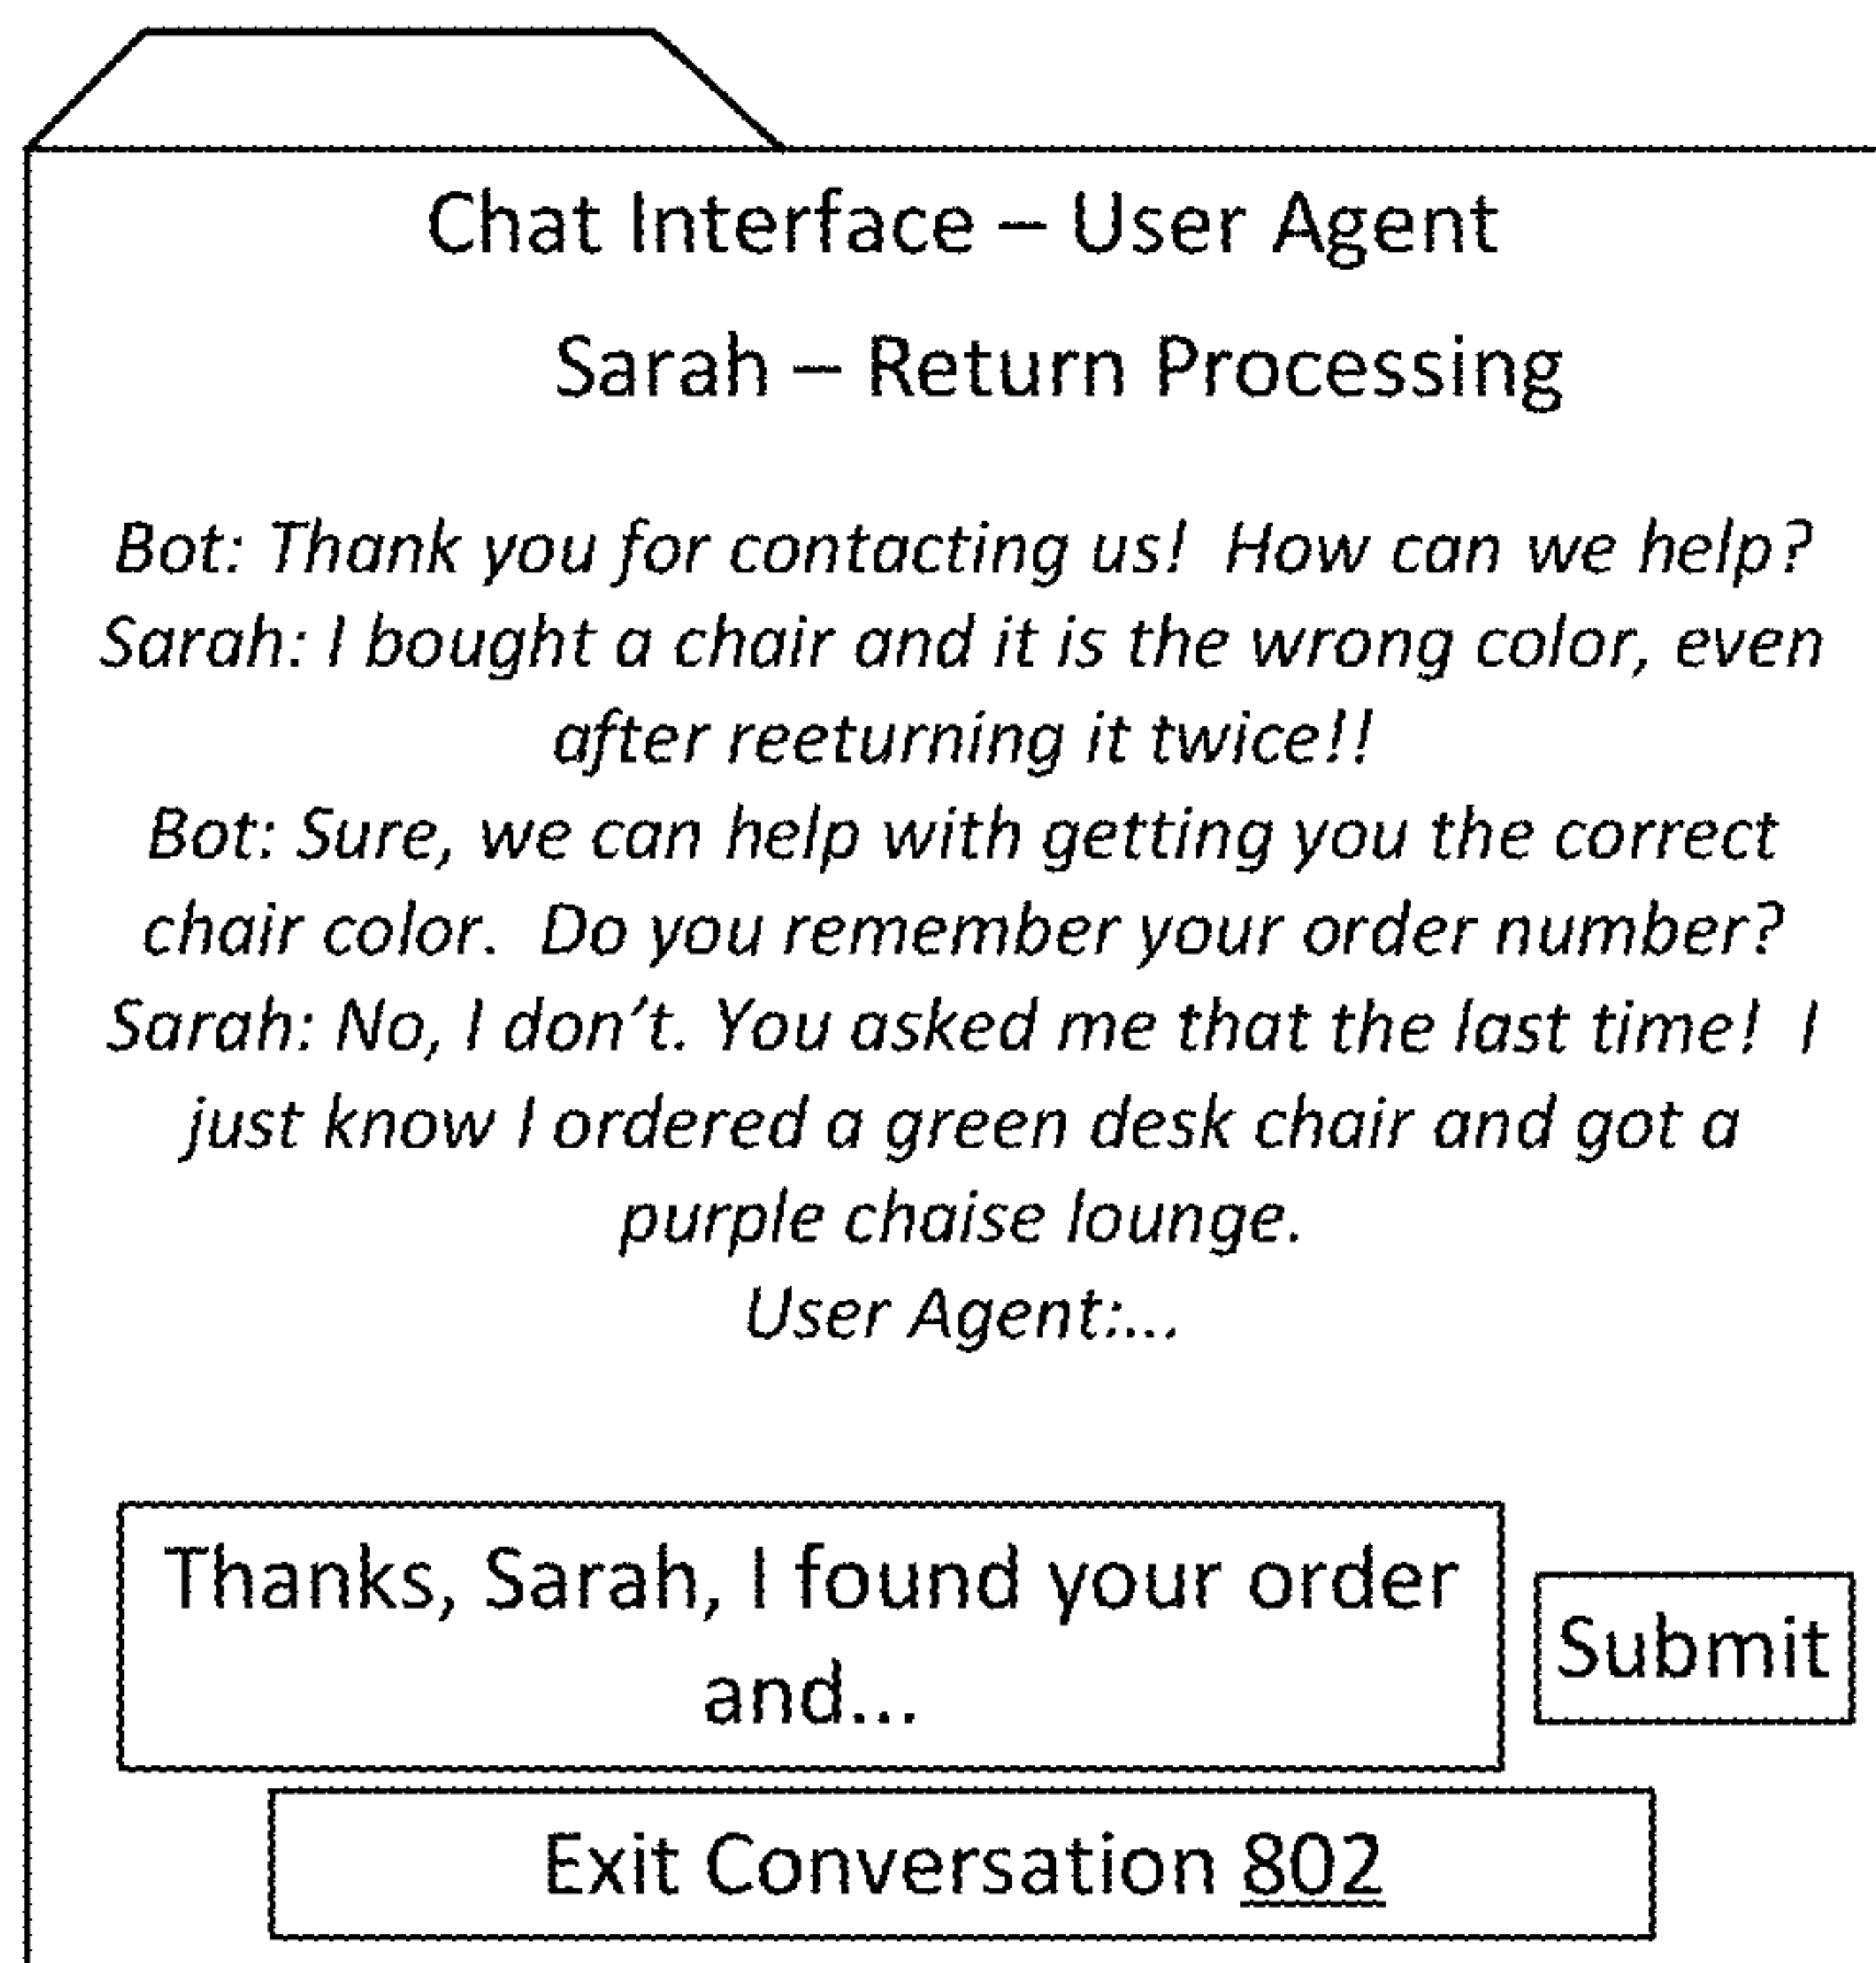 Chat Interface – User Agent
Sarah – Return Processing
Bot: Thank you for contacting us!  How can we help?
Sarah: I bought a chair and it is the wrong color, even
after reeturning it twice!!
Bot: Sure, we can help with getting you the correct
chair color.  Do you remember your order number?
Sarah: No, I don’t. You asked me that the last time!  I
just know I ordered a green desk chair and got a
purple chaise lounge.
User Agent:...
Thanks, Sarah, I found your order
and...
Submit
Exit Conversation 802